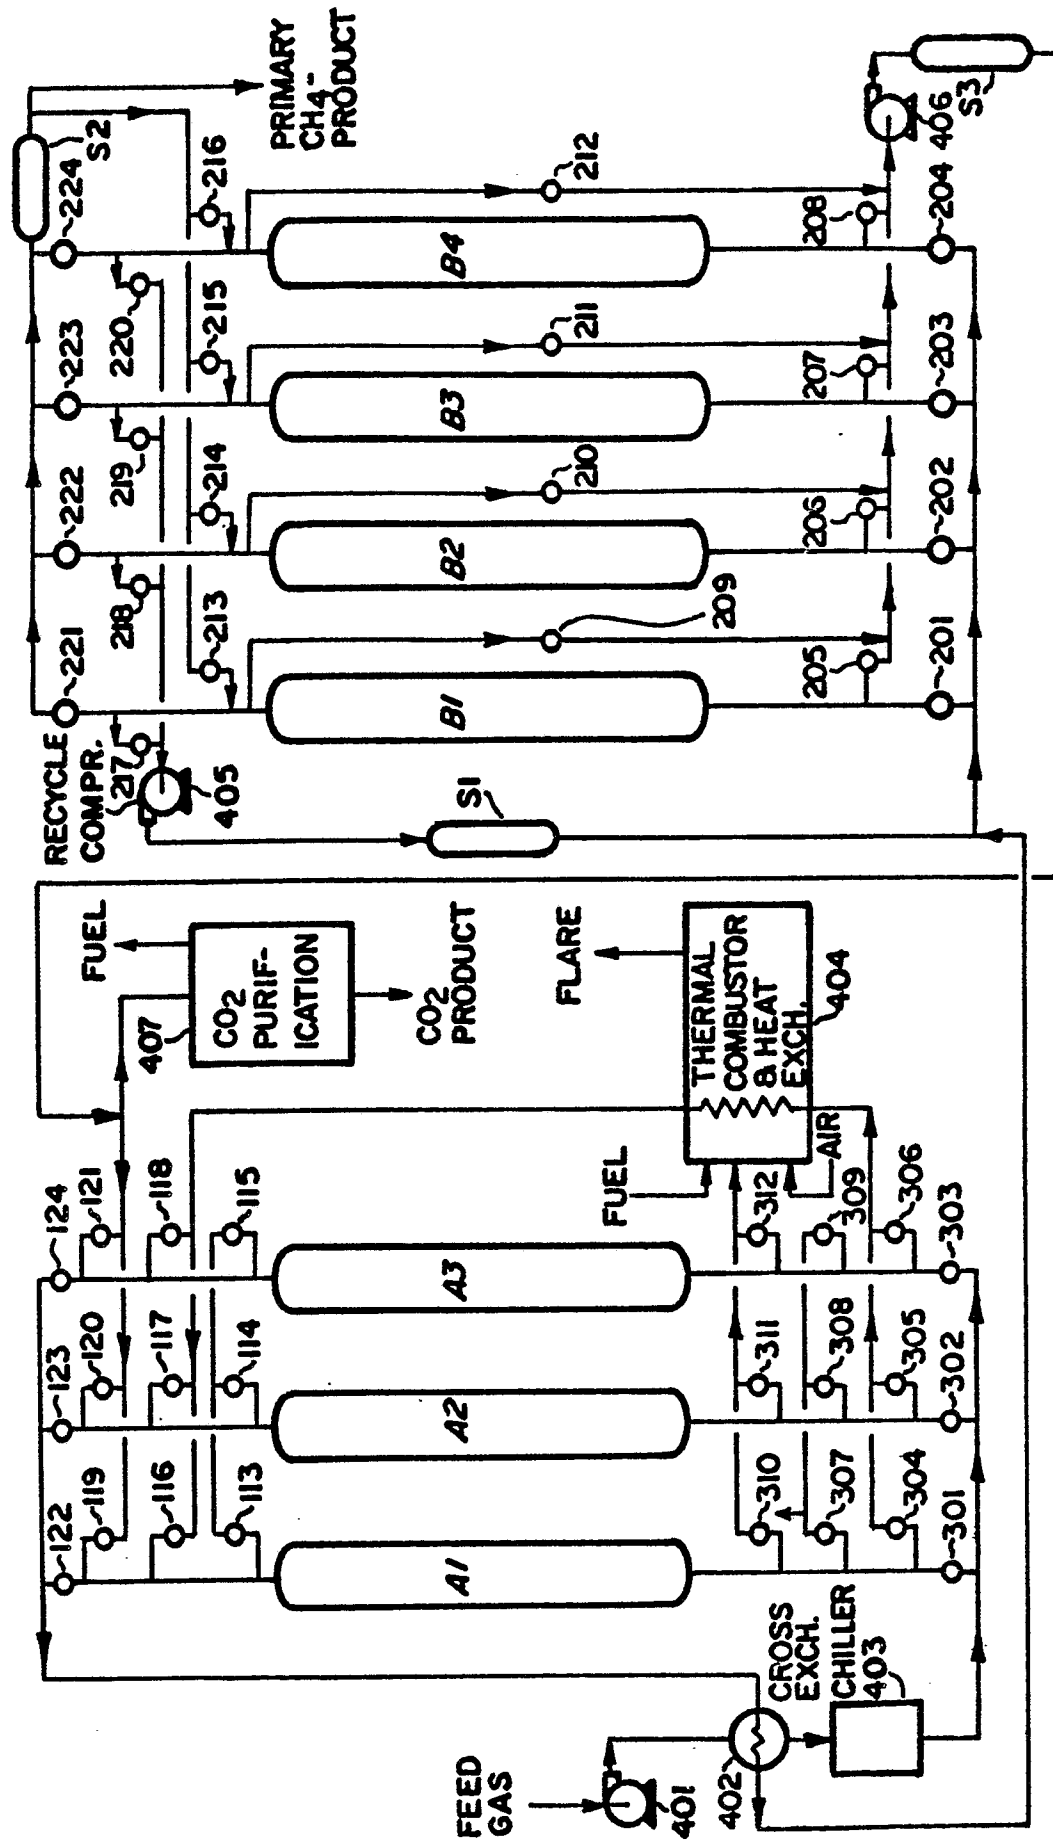 FEED
GAS
401
402
CROSS
EXCH.
CHILLER
403
122
123
124
119
120
121
116
117
118
113
114
115
A1
A2
A3
310
311
312
307
308
309
304
305
306
301
302
303
FUEL
407
CO2
PURIF-
ICATION
CO2
PRODUCT
FLARE
FUEL
AIR
THERMAL
COMBUSTOR
& HEAT
EXCH.
404
RECYCLE
COMPR.
405
S1
221
222
223
224
S2
PRIMARY
CH4-
PRODUCT
217
218
219
220
213
214
215
216
B1
B2
B3
B4
209
210
211
212
205
206
207
208
201
202
203
204
406
S3